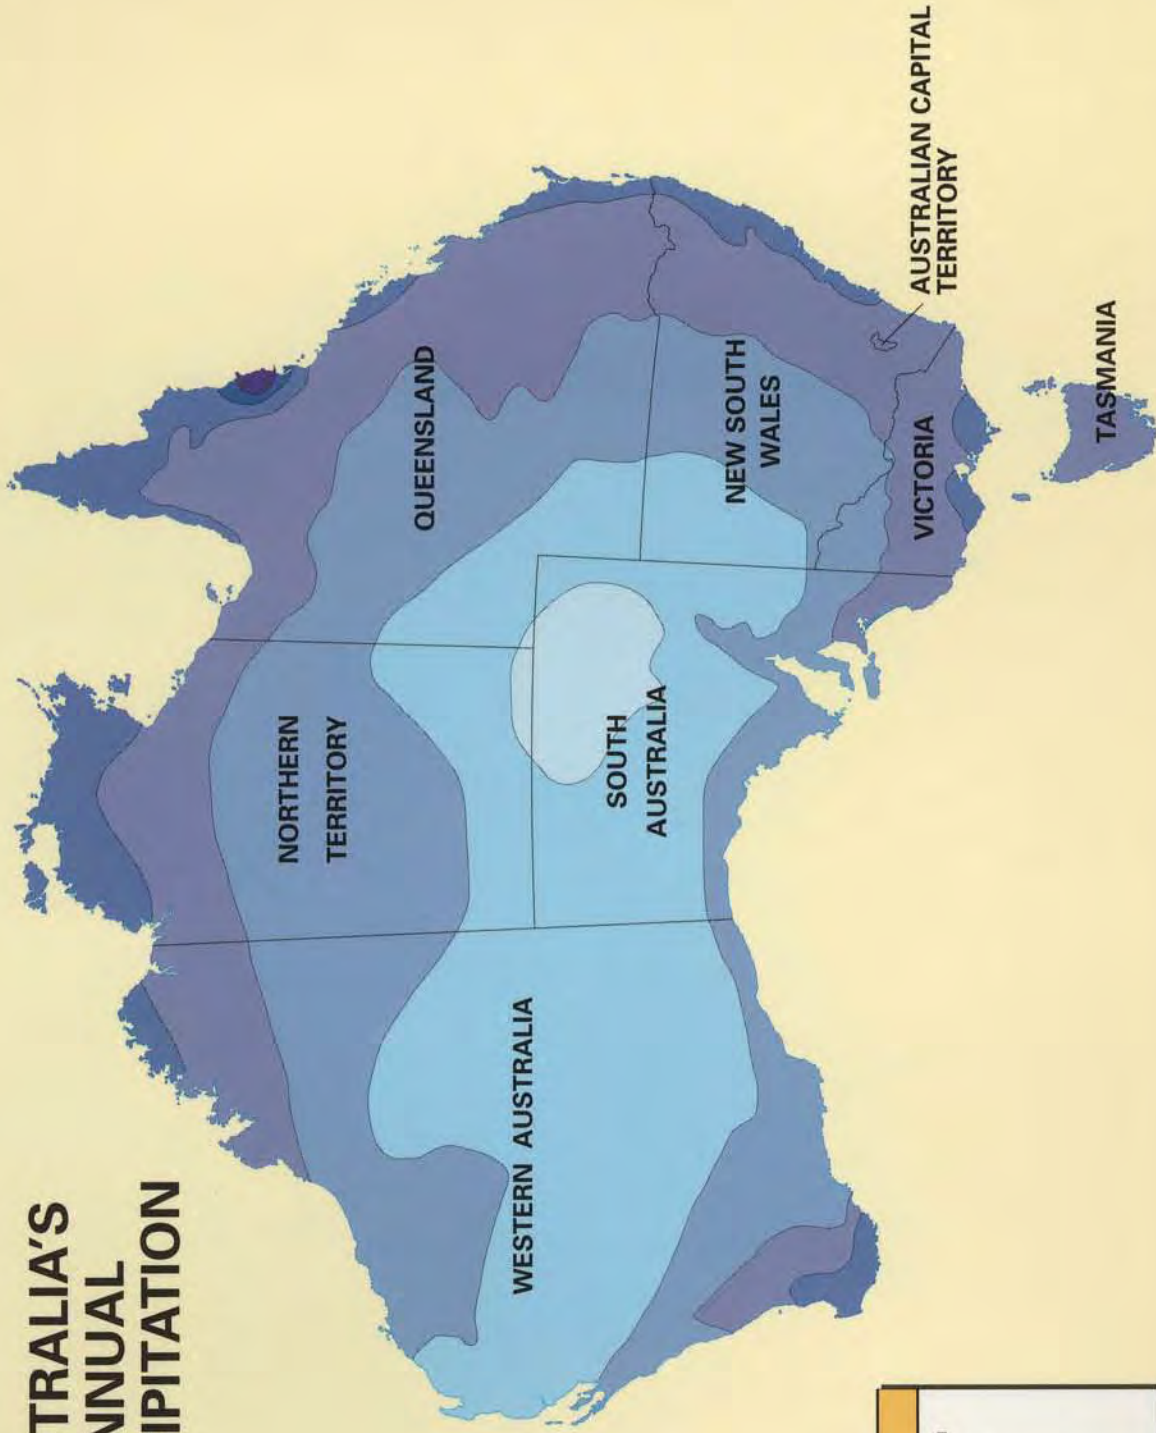 TRALIA'S
NNUAL
IPITATION
NORTHERN
TERRITORY
QUEENSLAND
WESTERN AUSTRALIA
SOUTH
AUSTRALIA
NEW SOUTH
WALES
VICTORIA
AUSTRALIAN CAPITAL
TERRITORY
TASMANIA